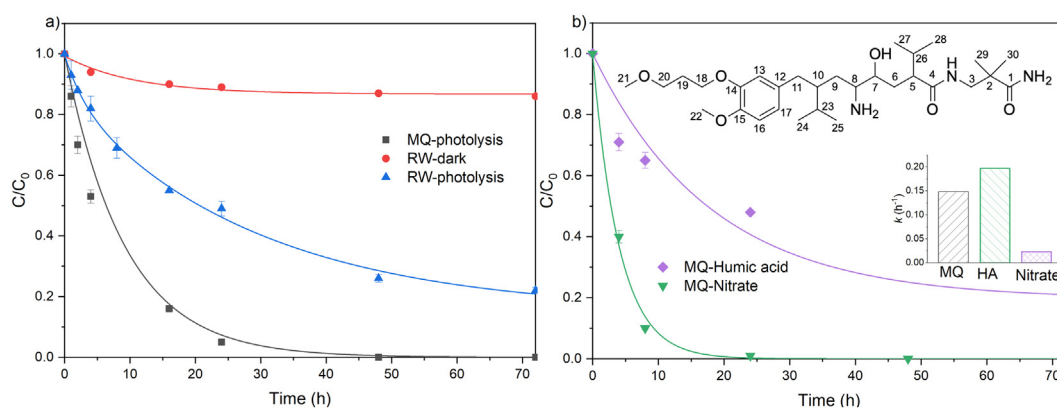 a)
1.0
0.8
0.6
0.4
0.2
0.0
C/C0
MQ-photolysis
RW-dark
RW-photolysis
0 10 20 30 40 50 60 70
Time (h)
b)
1.0
0.8
0.6
0.4
0.2
0.0
C/C0
27 28
26
OH
29 30
H
N
NH2
O
O
1 2 3 4 5 6 7 8 9 10 11 12 13 14 15 16 17 18 19 20 21 22 23 24 25
NH2
O
O
O
O
MQ-Humic acid
MQ-Nitrate
k (h-1)
0.20
0.15
0.10
0.05
0.00
MQ HA Nitrate
0 10 20 30 40 50 60 70
Time (h)